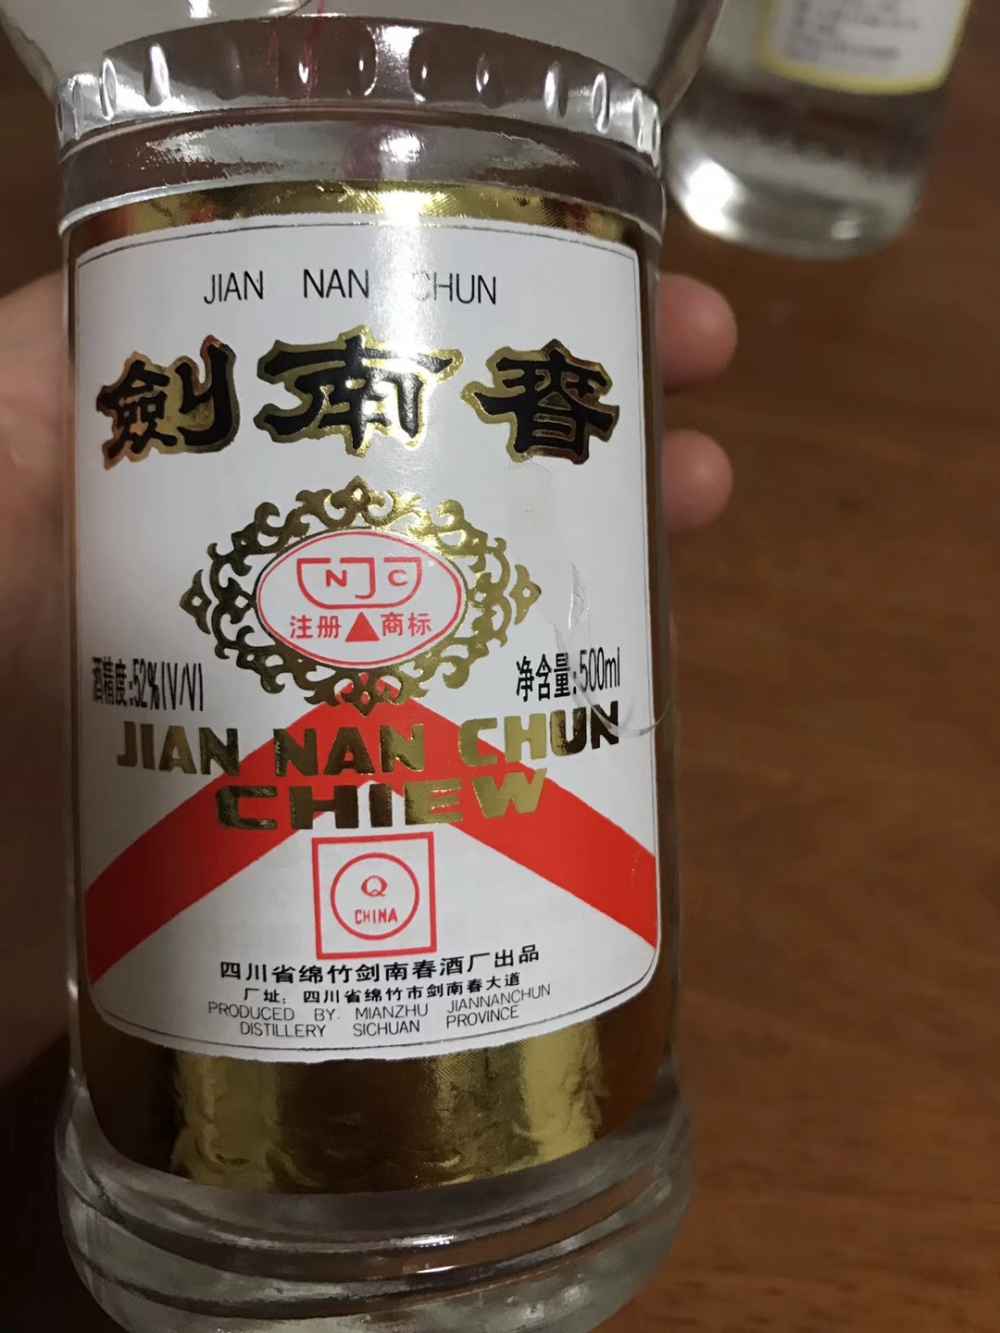 JIAN NAN CHUN
劍南春
NJC
注册 商标
酒精度:52%(V/V)
净含量:500ml
JIAN NAN CHUN
CHIEW
Q
CHINA
四川省绵竹剑南春酒厂出品
厂址: 四川省绵竹市剑南春大道
PRODUCED BY. MIANZHU JIANNANCHUN
DISTILLERY SICHUAN PROVINCE